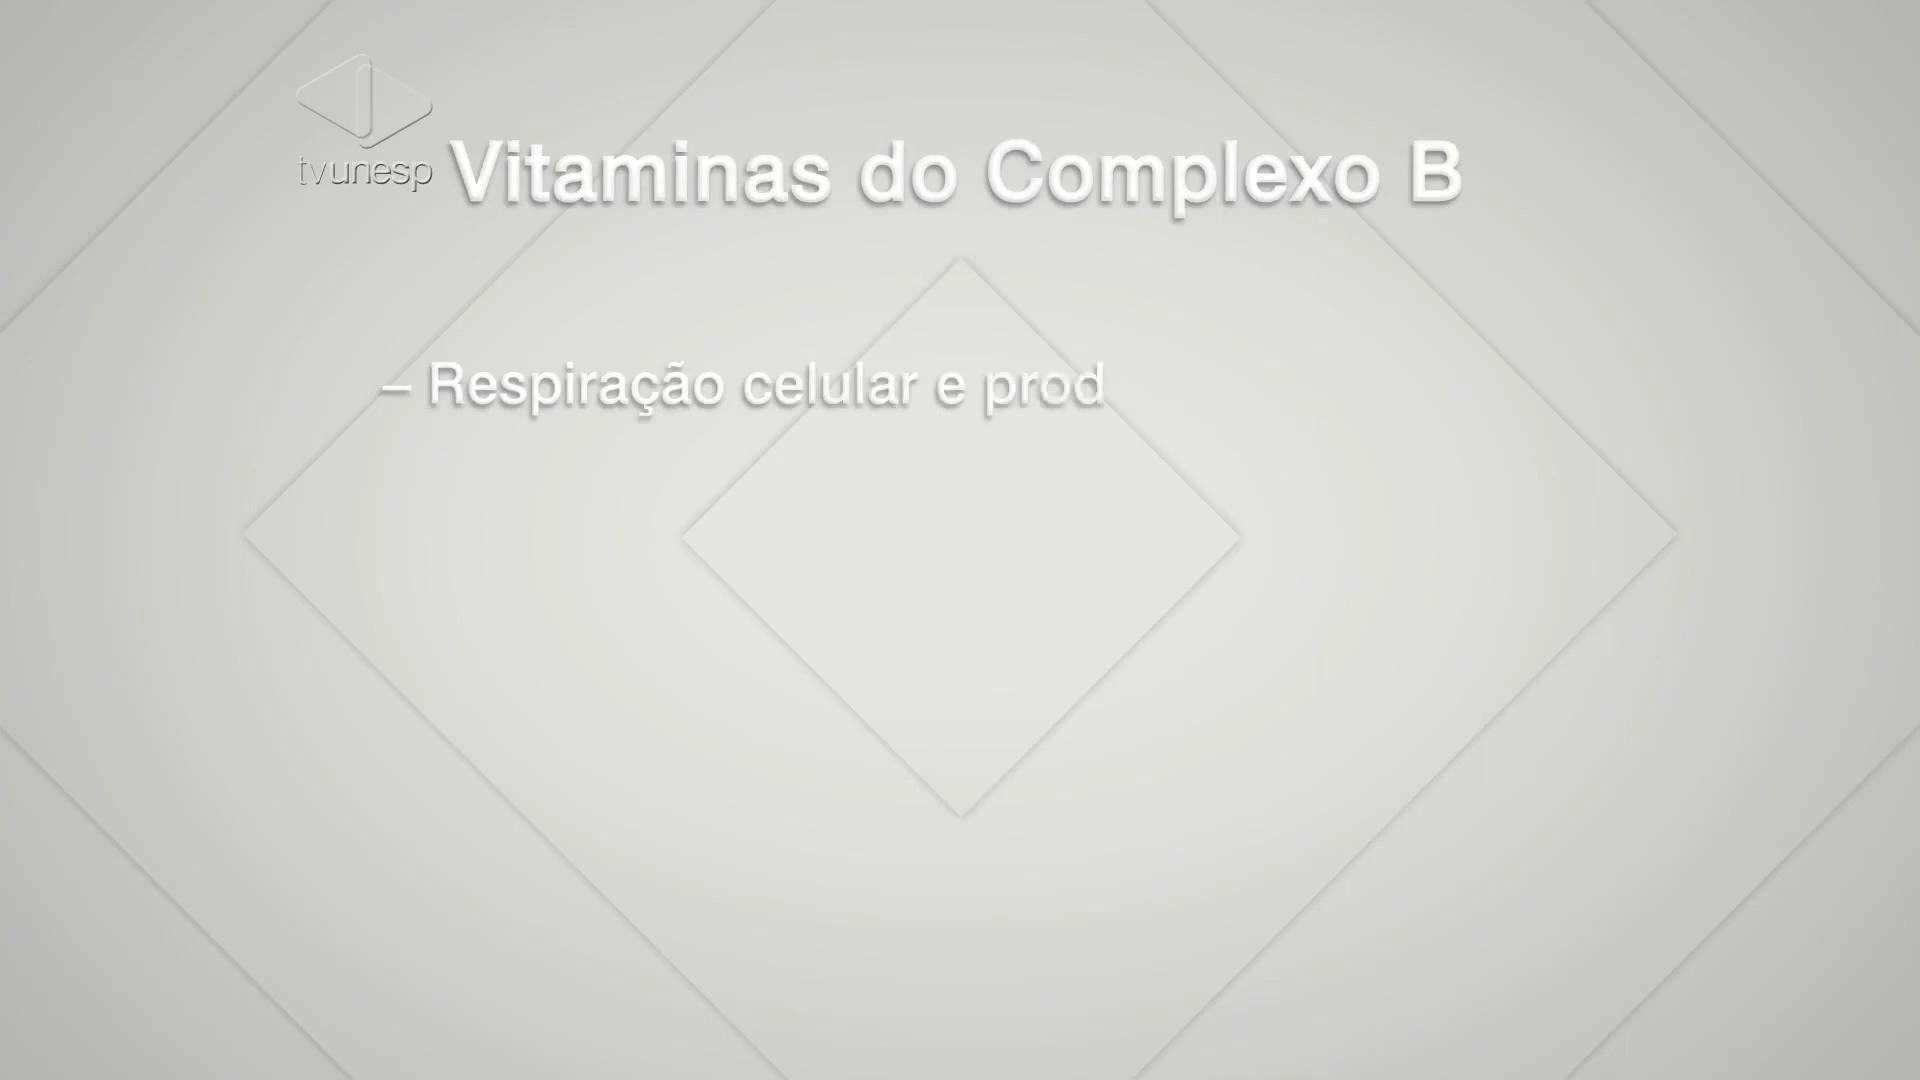 tvunesp
Vitaminas do Complexo B
– Respiração celular e prod